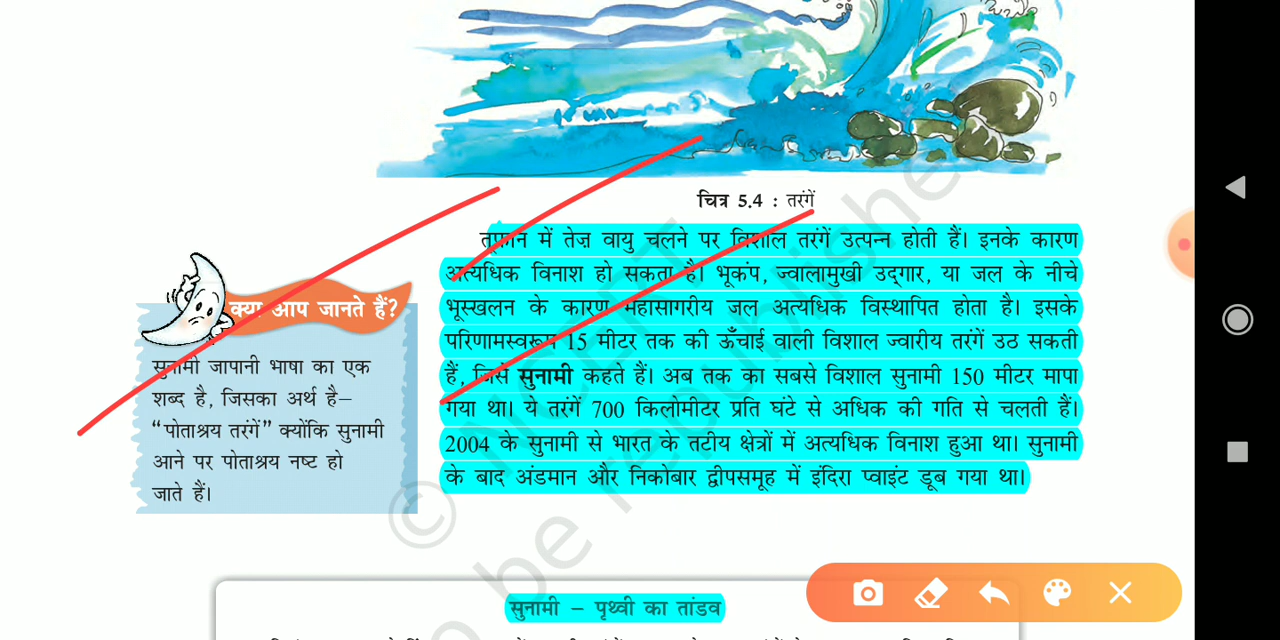 चित्र 5.4 : तरंगें
तूफ़ान में तेज वायु चलने पर विशाल तरंगें उत्पन्न होती हैं। इनके कारण
अत्यधिक विनाश हो सकता है। भूकंप, ज्वालामुखी उद्‌गार, या जल के नीचे
भूस्खलन के कारण महासागरीय जल अत्यधिक विस्थापित होता है। इसके
परिणामस्वरूप 15 मीटर तक की ऊँचाई वाली विशाल ज्वारीय तरंगें उठ सकती
हैं, जिसे सुनामी कहते हैं। अब तक का सबसे विशाल सुनामी 150 मीटर मापा
गया था। ये तरंगें 700 किलोमीटर प्रति घंटे से अधिक की गति से चलती हैं।
2004 के सुनामी से भारत के तटीय क्षेत्रों में अत्यधिक विनाश हुआ था। सुनामी
के बाद अंडमान और निकोबार द्वीपसमूह में इंदिरा प्वाइंट डूब गया था।
क्या आप जानते हैं?
सुनामी जापानी भाषा का एक
शब्द है, जिसका अर्थ है–
“पोताश्रय तरंगें” क्योंकि सुनामी
आने पर पोताश्रय नष्ट हो
जाते हैं।
सुनामी – पृथ्वी का तांडव
© NCERT
be republished